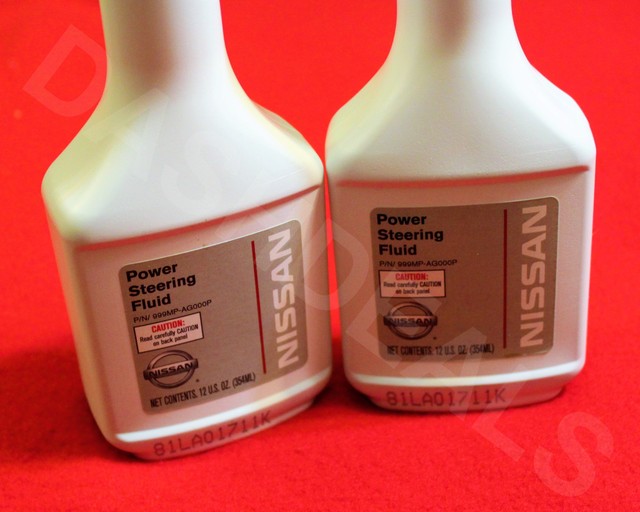 Power
Steering
Fluid
P/N/ 999MP-AG000P
CAUTION:
Read carefully CAUTION
on back panel
NISSAN
NET CONTENTS. 12 U.S. OZ. (354ML)
NISSAN
81LA01711K
Power
Steering
Fluid
P/N/ 999MP-AG000P
CAUTION:
Read carefully CAUTION
on back panel
NISSAN
NET CONTENTS. 12 U.S. OZ. (354ML)
NISSAN
81LA01711K